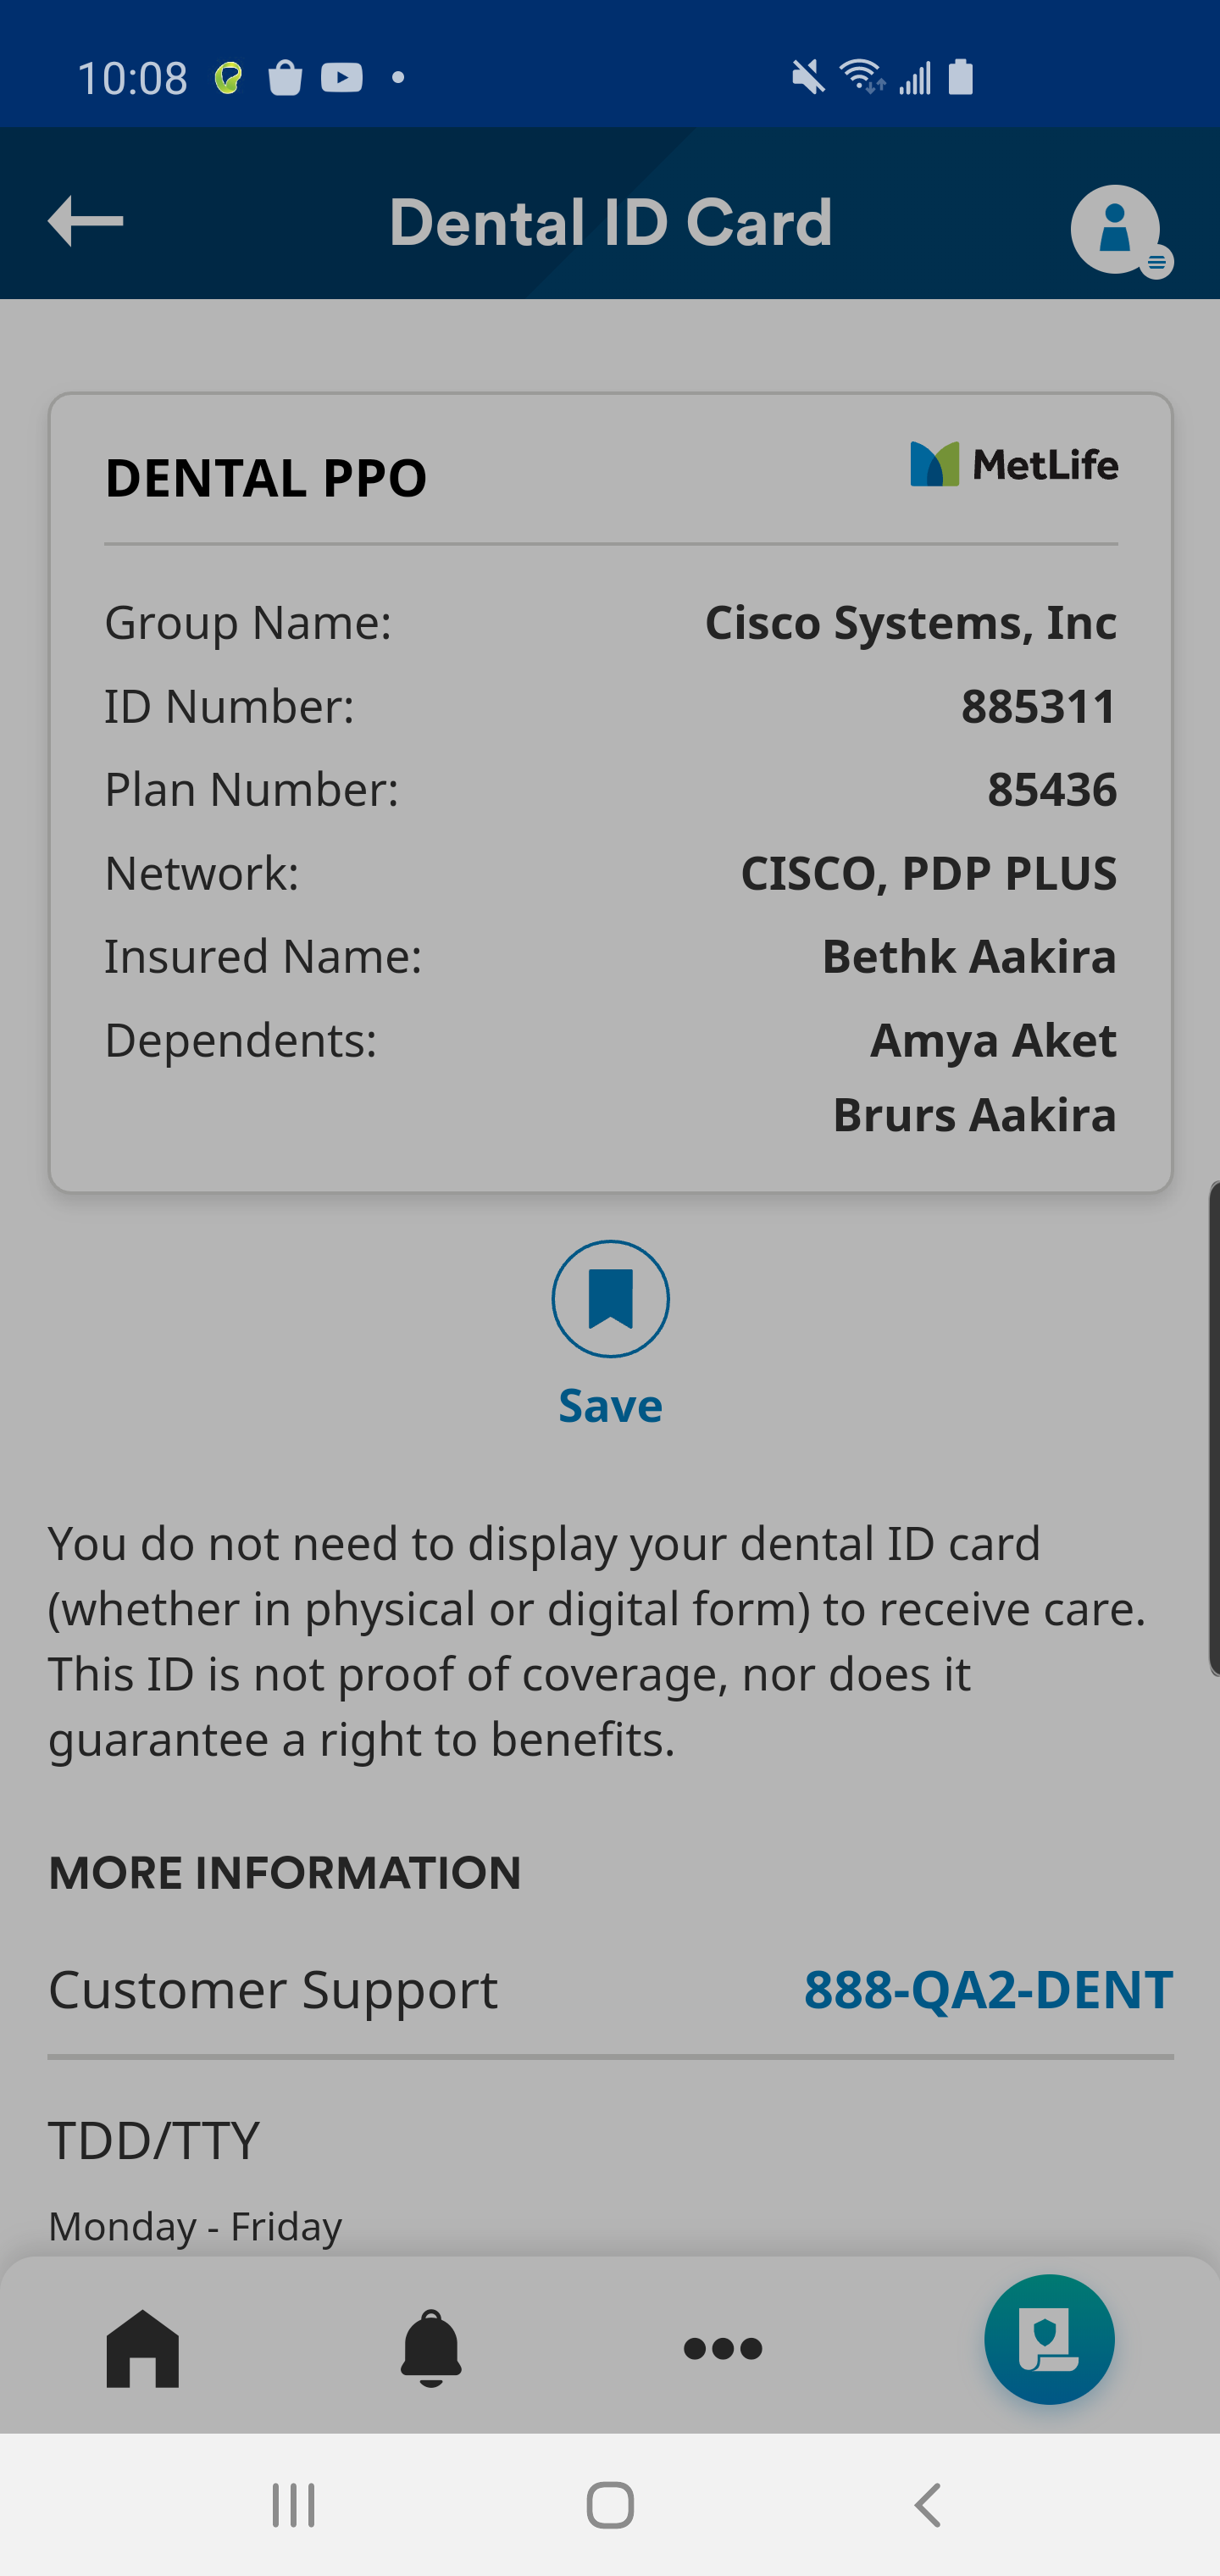 10:08
Dental ID Card
DENTAL PPO
MetLife
Group Name: Cisco Systems, Inc
ID Number: 885311
Plan Number: 85436
Network: CISCO, PDP PLUS
Insured Name: Bethk Aakira
Dependents: Amya Aket
Brurs Aakira
Save
You do not need to display your dental ID card
(whether in physical or digital form) to receive care.
This ID is not proof of coverage, nor does it
guarantee a right to benefits.
MORE INFORMATION
Customer Support 888-QA2-DENT
TDD/TTY
Monday - Friday